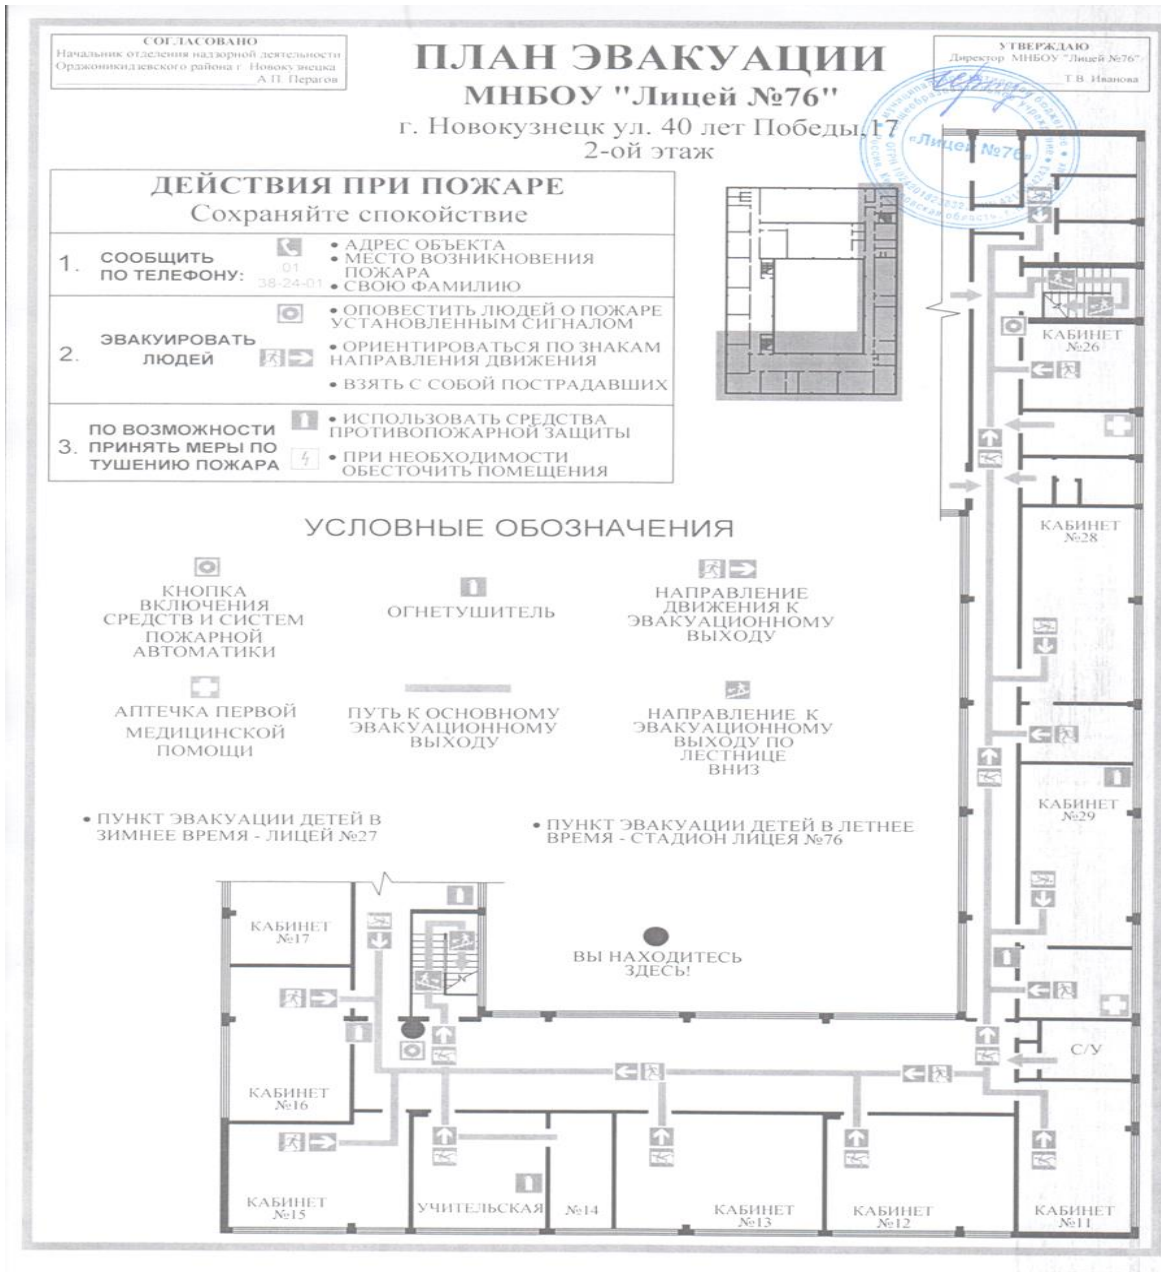 СОГЛАСОВАНО
Начальник отделения надзорной деятельности
Орджоникидзевского района г. Новокузнецка
А.П. Перагов
ПЛАН ЭВАКУАЦИИ
МНБОУ "Лицей №76"
г. Новокузнецк ул. 40 лет Победы,17
2-ой этаж
УТВЕРЖДАЮ
Директор МНБОУ "Лицей №76"
Т.В. Иванова
«Лицей №76»
ДЕЙСТВИЯ ПРИ ПОЖАРЕ
Сохраняйте спокойствие
1. СООБЩИТЬ
ПО ТЕЛЕФОНУ:
01
38-24-01
• АДРЕС ОБЪЕКТА
• МЕСТО ВОЗНИКНОВЕНИЯ
ПОЖАРА
• СВОЮ ФАМИЛИЮ
2. ЭВАКУИРОВАТЬ
ЛЮДЕЙ
• ОПОВЕСТИТЬ ЛЮДЕЙ О ПОЖАРЕ
УСТАНОВЛЕННЫМ СИГНАЛОМ
• ОРИЕНТИРОВАТЬСЯ ПО ЗНАКАМ
НАПРАВЛЕНИЯ ДВИЖЕНИЯ
• ВЗЯТЬ С СОБОЙ ПОСТРАДАВШИХ
3. ПО ВОЗМОЖНОСТИ
ПРИНЯТЬ МЕРЫ ПО
ТУШЕНИЮ ПОЖАРА
• ИСПОЛЬЗОВАТЬ СРЕДСТВА
ПРОТИВОПОЖАРНОЙ ЗАЩИТЫ
• ПРИ НЕОБХОДИМОСТИ
ОБЕСТОЧИТЬ ПОМЕЩЕНИЯ
УСЛОВНЫЕ ОБОЗНАЧЕНИЯ
КНОПКА
ВКЛЮЧЕНИЯ
СРЕДСТВ И СИСТЕМ
ПОЖАРНОЙ
АВТОМАТИКИ
ОГНЕТУШИТЕЛЬ
НАПРАВЛЕНИЕ
ДВИЖЕНИЯ К
ЭВАКУАЦИОННОМУ
ВЫХОДУ
АПТЕЧКА ПЕРВОЙ
МЕДИЦИНСКОЙ
ПОМОЩИ
ПУТЬ К ОСНОВНОМУ
ЭВАКУАЦИОННОМУ
ВЫХОДУ
НАПРАВЛЕНИЕ К
ЭВАКУАЦИОННОМУ
ВЫХОДУ ПО
ЛЕСТНИЦЕ
ВНИЗ
• ПУНКТ ЭВАКУАЦИИ ДЕТЕЙ В
ЗИМНЕЕ ВРЕМЯ - ЛИЦЕЙ №27
• ПУНКТ ЭВАКУАЦИИ ДЕТЕЙ В ЛЕТНЕЕ
ВРЕМЯ - СТАДИОН ЛИЦЕЯ №76
КАБИНЕТ
№26
КАБИНЕТ
№28
КАБИНЕТ
№29
КАБИНЕТ
№17
ВЫ НАХОДИТЕСЬ
ЗДЕСЬ!
С/У
КАБИНЕТ
№16
КАБИНЕТ
№15
УЧИТЕЛЬСКАЯ
№14
КАБИНЕТ
№13
КАБИНЕТ
№12
КАБИНЕТ
№11